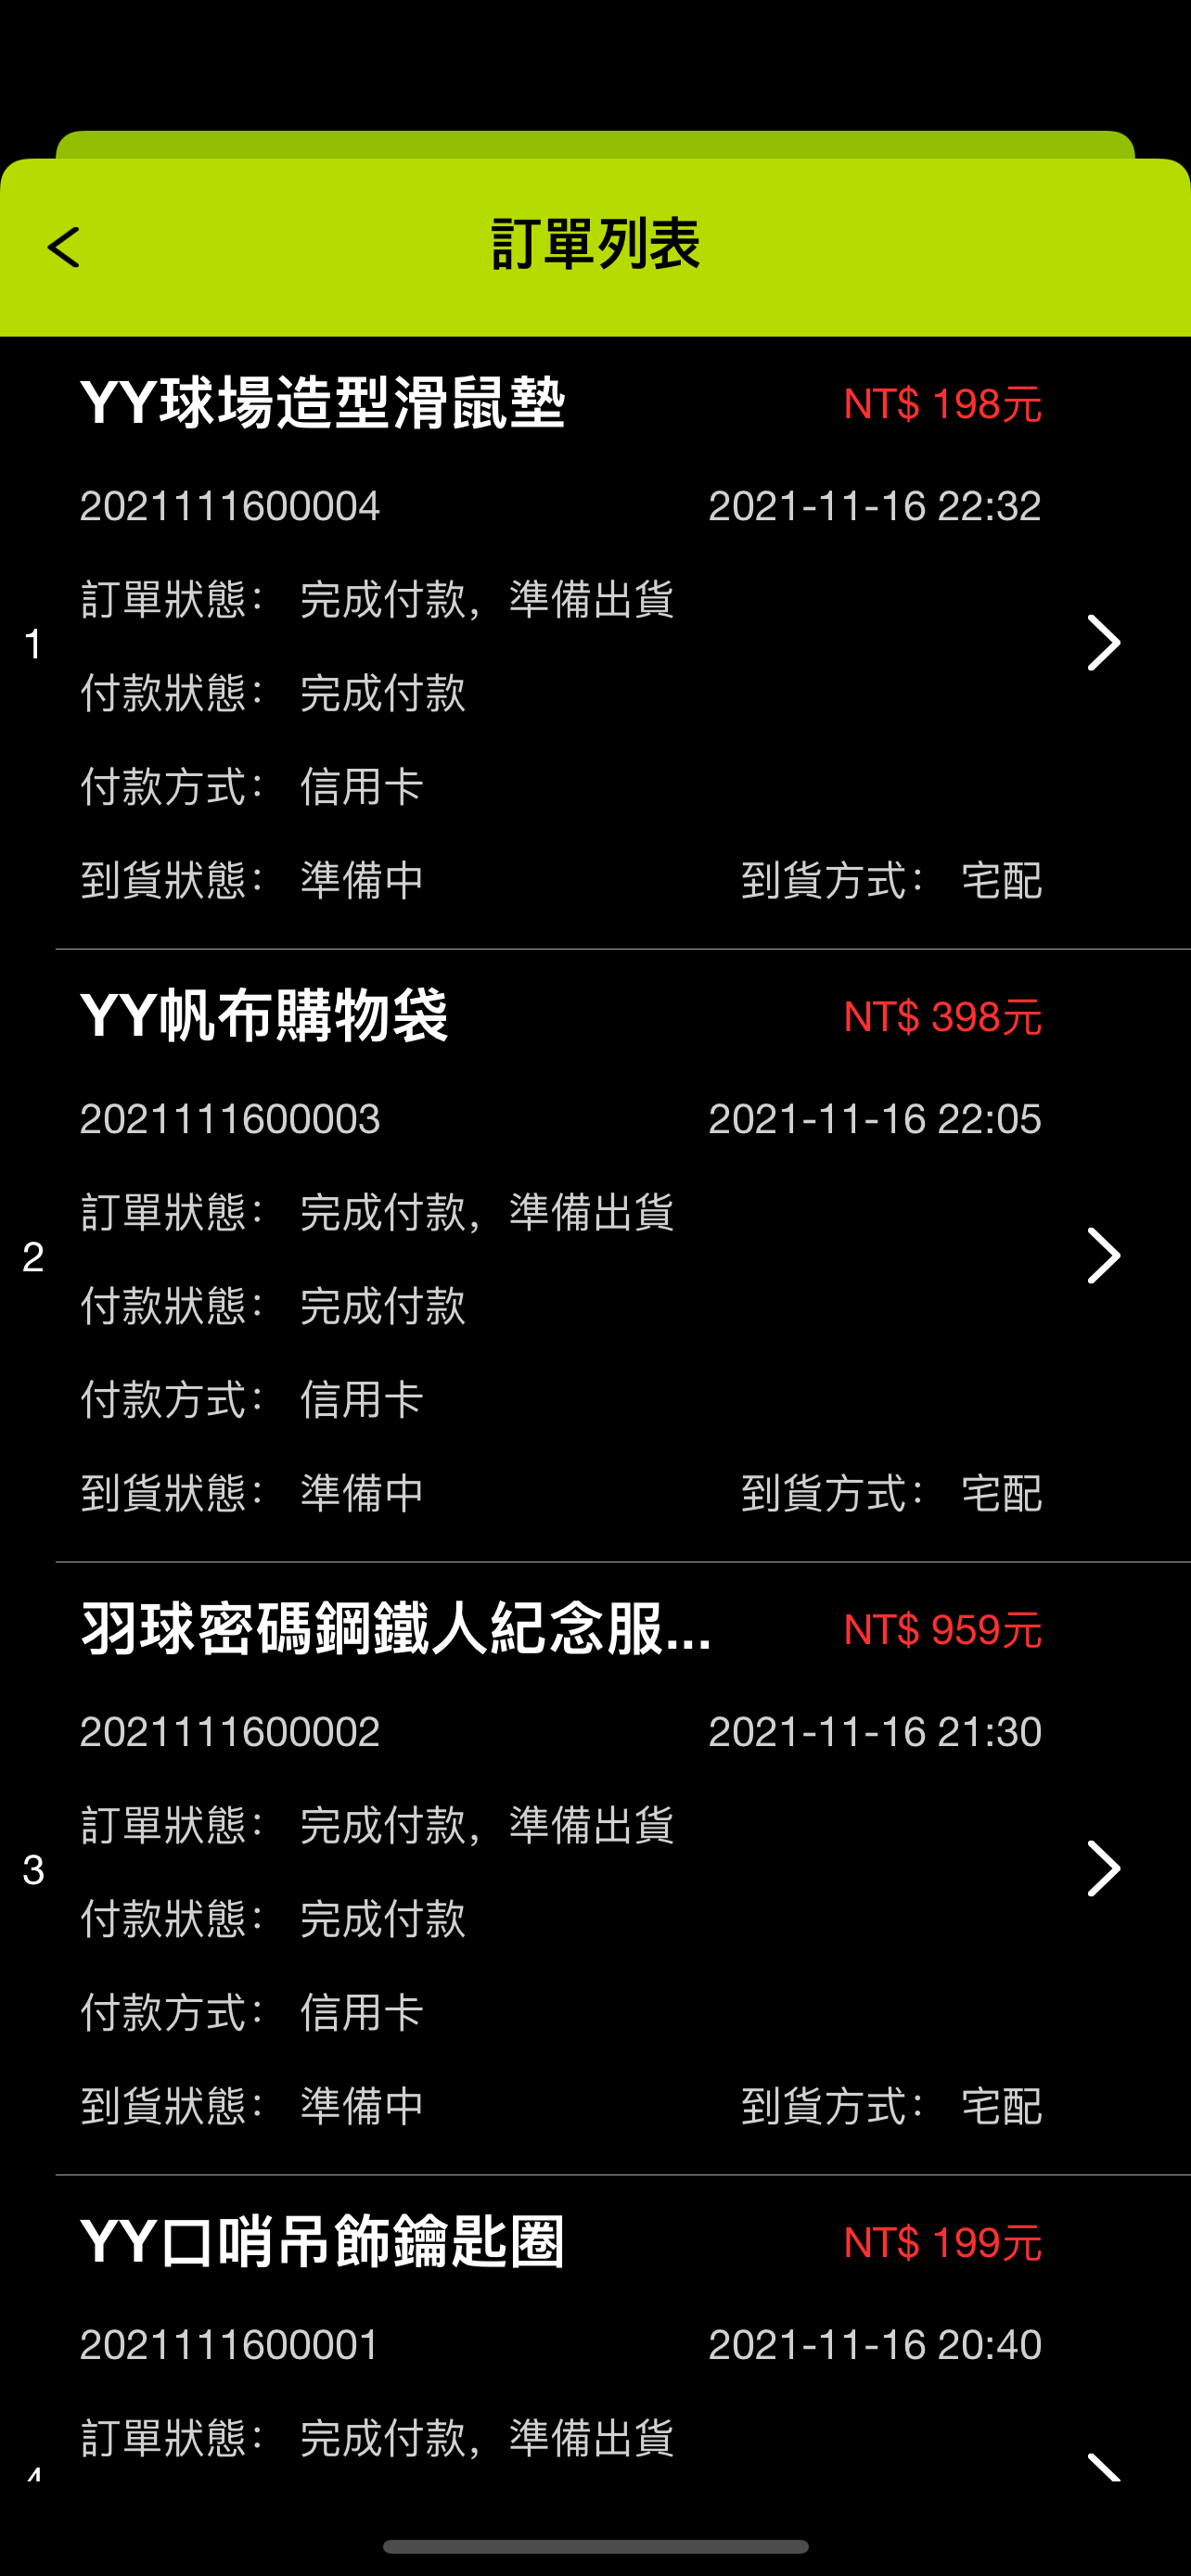 訂單列表
YY球場造型滑鼠墊 NT$ 198元
2021111600004 2021-11-16 22:32
訂單狀態： 完成付款，準備出貨
1
付款狀態： 完成付款
付款方式： 信用卡
到貨狀態： 準備中 到貨方式： 宅配
YY帆布購物袋 NT$ 398元
2021111600003 2021-11-16 22:05
訂單狀態： 完成付款，準備出貨
2
付款狀態： 完成付款
付款方式： 信用卡
到貨狀態： 準備中 到貨方式： 宅配
羽球密碼鋼鐵人紀念服... NT$ 959元
2021111600002 2021-11-16 21:30
訂單狀態： 完成付款，準備出貨
3
付款狀態： 完成付款
付款方式： 信用卡
到貨狀態： 準備中 到貨方式： 宅配
YY口哨吊飾鑰匙圈 NT$ 199元
2021111600001 2021-11-16 20:40
訂單狀態： 完成付款，準備出貨
4